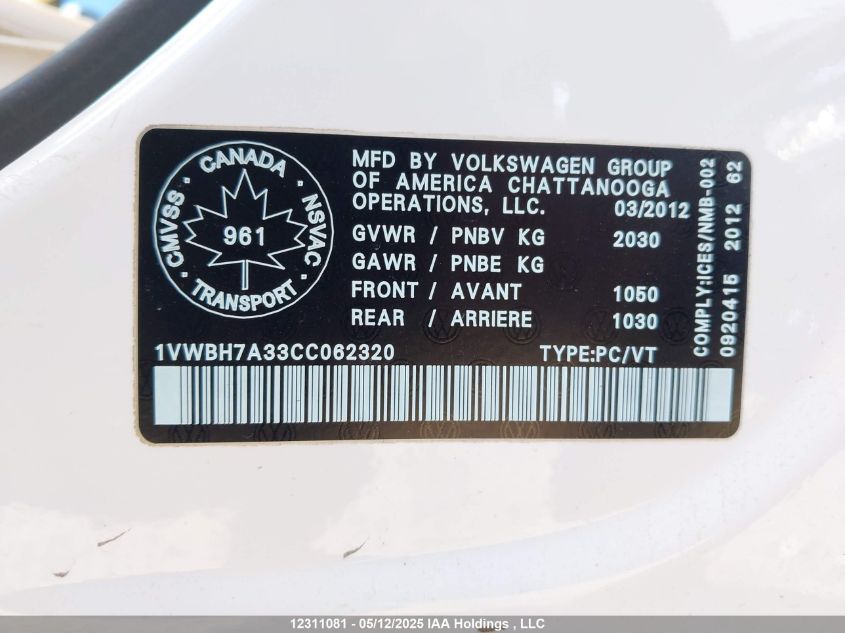 CANADA
CMVSS
NSVAC
961
TRANSPORT
MFD BY VOLKSWAGEN GROUP
OF AMERICA CHATTANOOGA
OPERATIONS, LLC. 03/2012
GVWR / PNBV KG 2030
GAWR / PNBE KG
FRONT / AVANT 1050
REAR / ARRIERE 1030
1VWBH7A33CC062320 TYPE:PC/VT
COMPLY:ICES/NMB-002
0920415 2012 62
12311081 - 05/12/2025 IAA Holdings , LLC